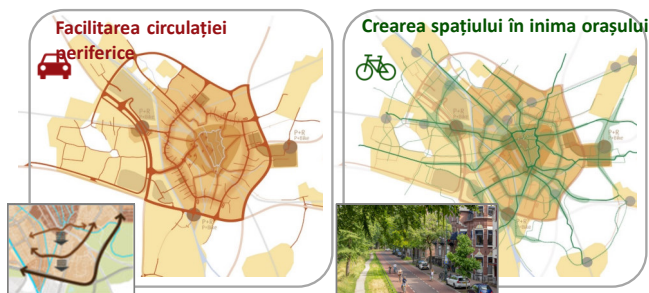 Facilitarea circulației
periferice
Crearea spațiului în inima orașului
P+R
P+R